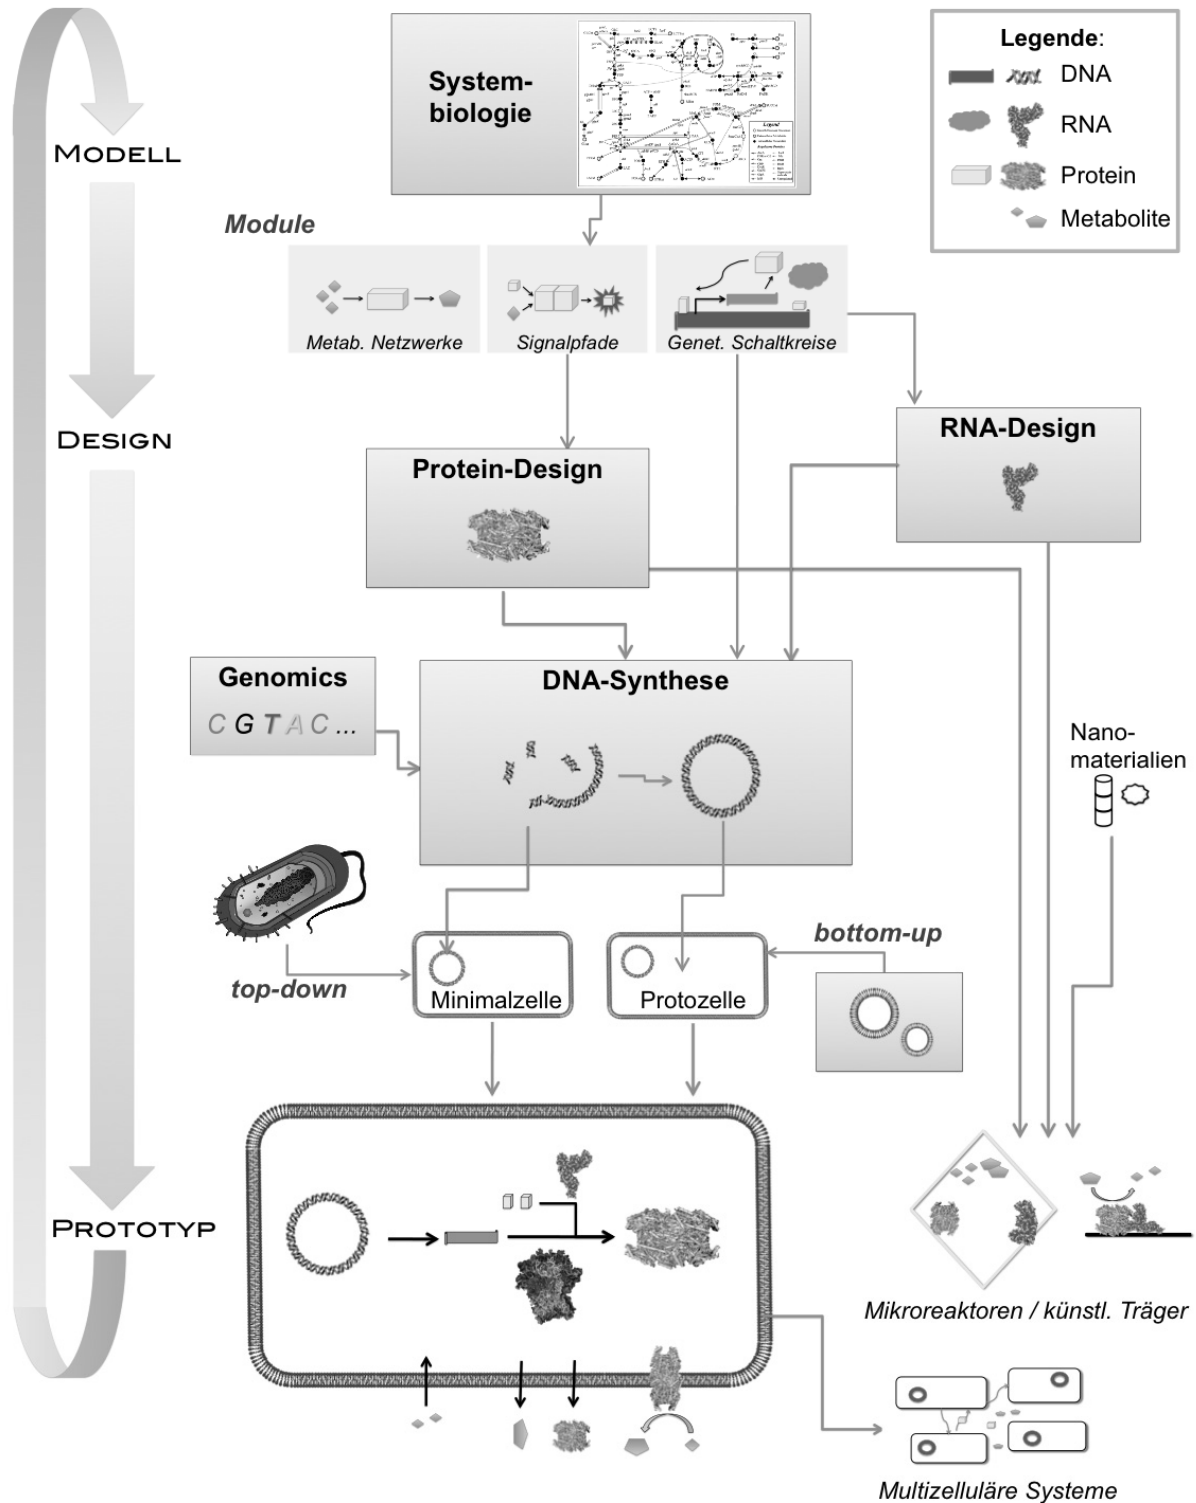 System-
biologie
Legend
Legende:
DNA
RNA
Protein
Metabolite
MODELL
Module
Metab. Netzwerke
Signalpfade
Genet. Schaltkreise
DESIGN
Protein-Design
RNA-Design
Genomics
C G T A C ...
DNA-Synthese
Nano-
materialien
top-down
Minimalzelle
Protozelle
bottom-up
PROTOTYP
Mikroreaktoren / künstl. Träger
Multizelluläre Systeme